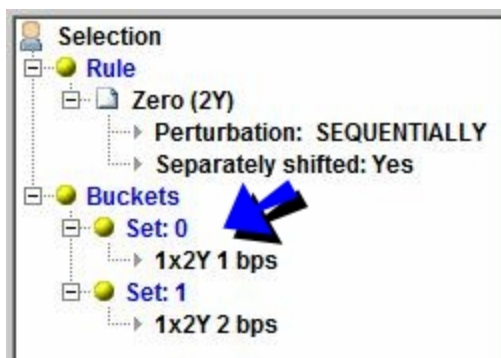 Selection
Rule
Zero (2Y)
Perturbation: SEQUENTIALLY
Separately shifted: Yes
Buckets
Set: 0
1x2Y 1 bps
Set: 1
1x2Y 2 bps